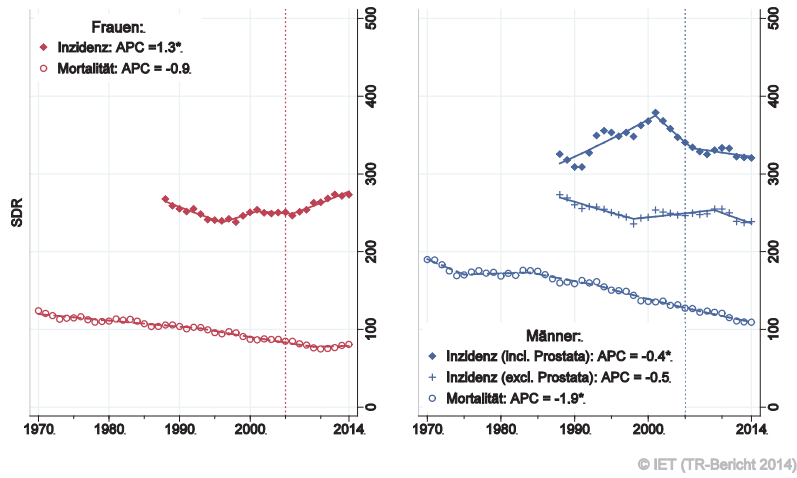 Frauen:.
Inzidenz: APC =1.3*.
Mortalität: APC = -0.9.
SDR
500
400
300
200
100
0
1970.
1980.
1990.
2000.
2014.
500
400
300
200
100
0
Männer:.
Inzidenz (incl. Prostata): APC = -0.4*.
Inzidenz (excl. Prostata): APC = -0.5.
Mortalität: APC = -1.9*.
1970.
1980.
1990.
2000.
2014.
© IET (TR-Bericht 2014)